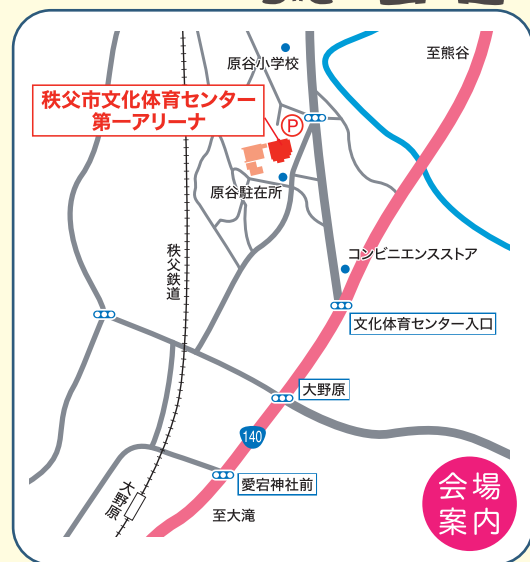 原谷小学校
至熊谷
秩父市文化体育センター
第一アリーナ
P
原谷駐在所
秩父鉄道
コンビニエンスストア
文化体育センター入口
大野原
140
愛宕神社前
大野原
至大滝
会場
案内